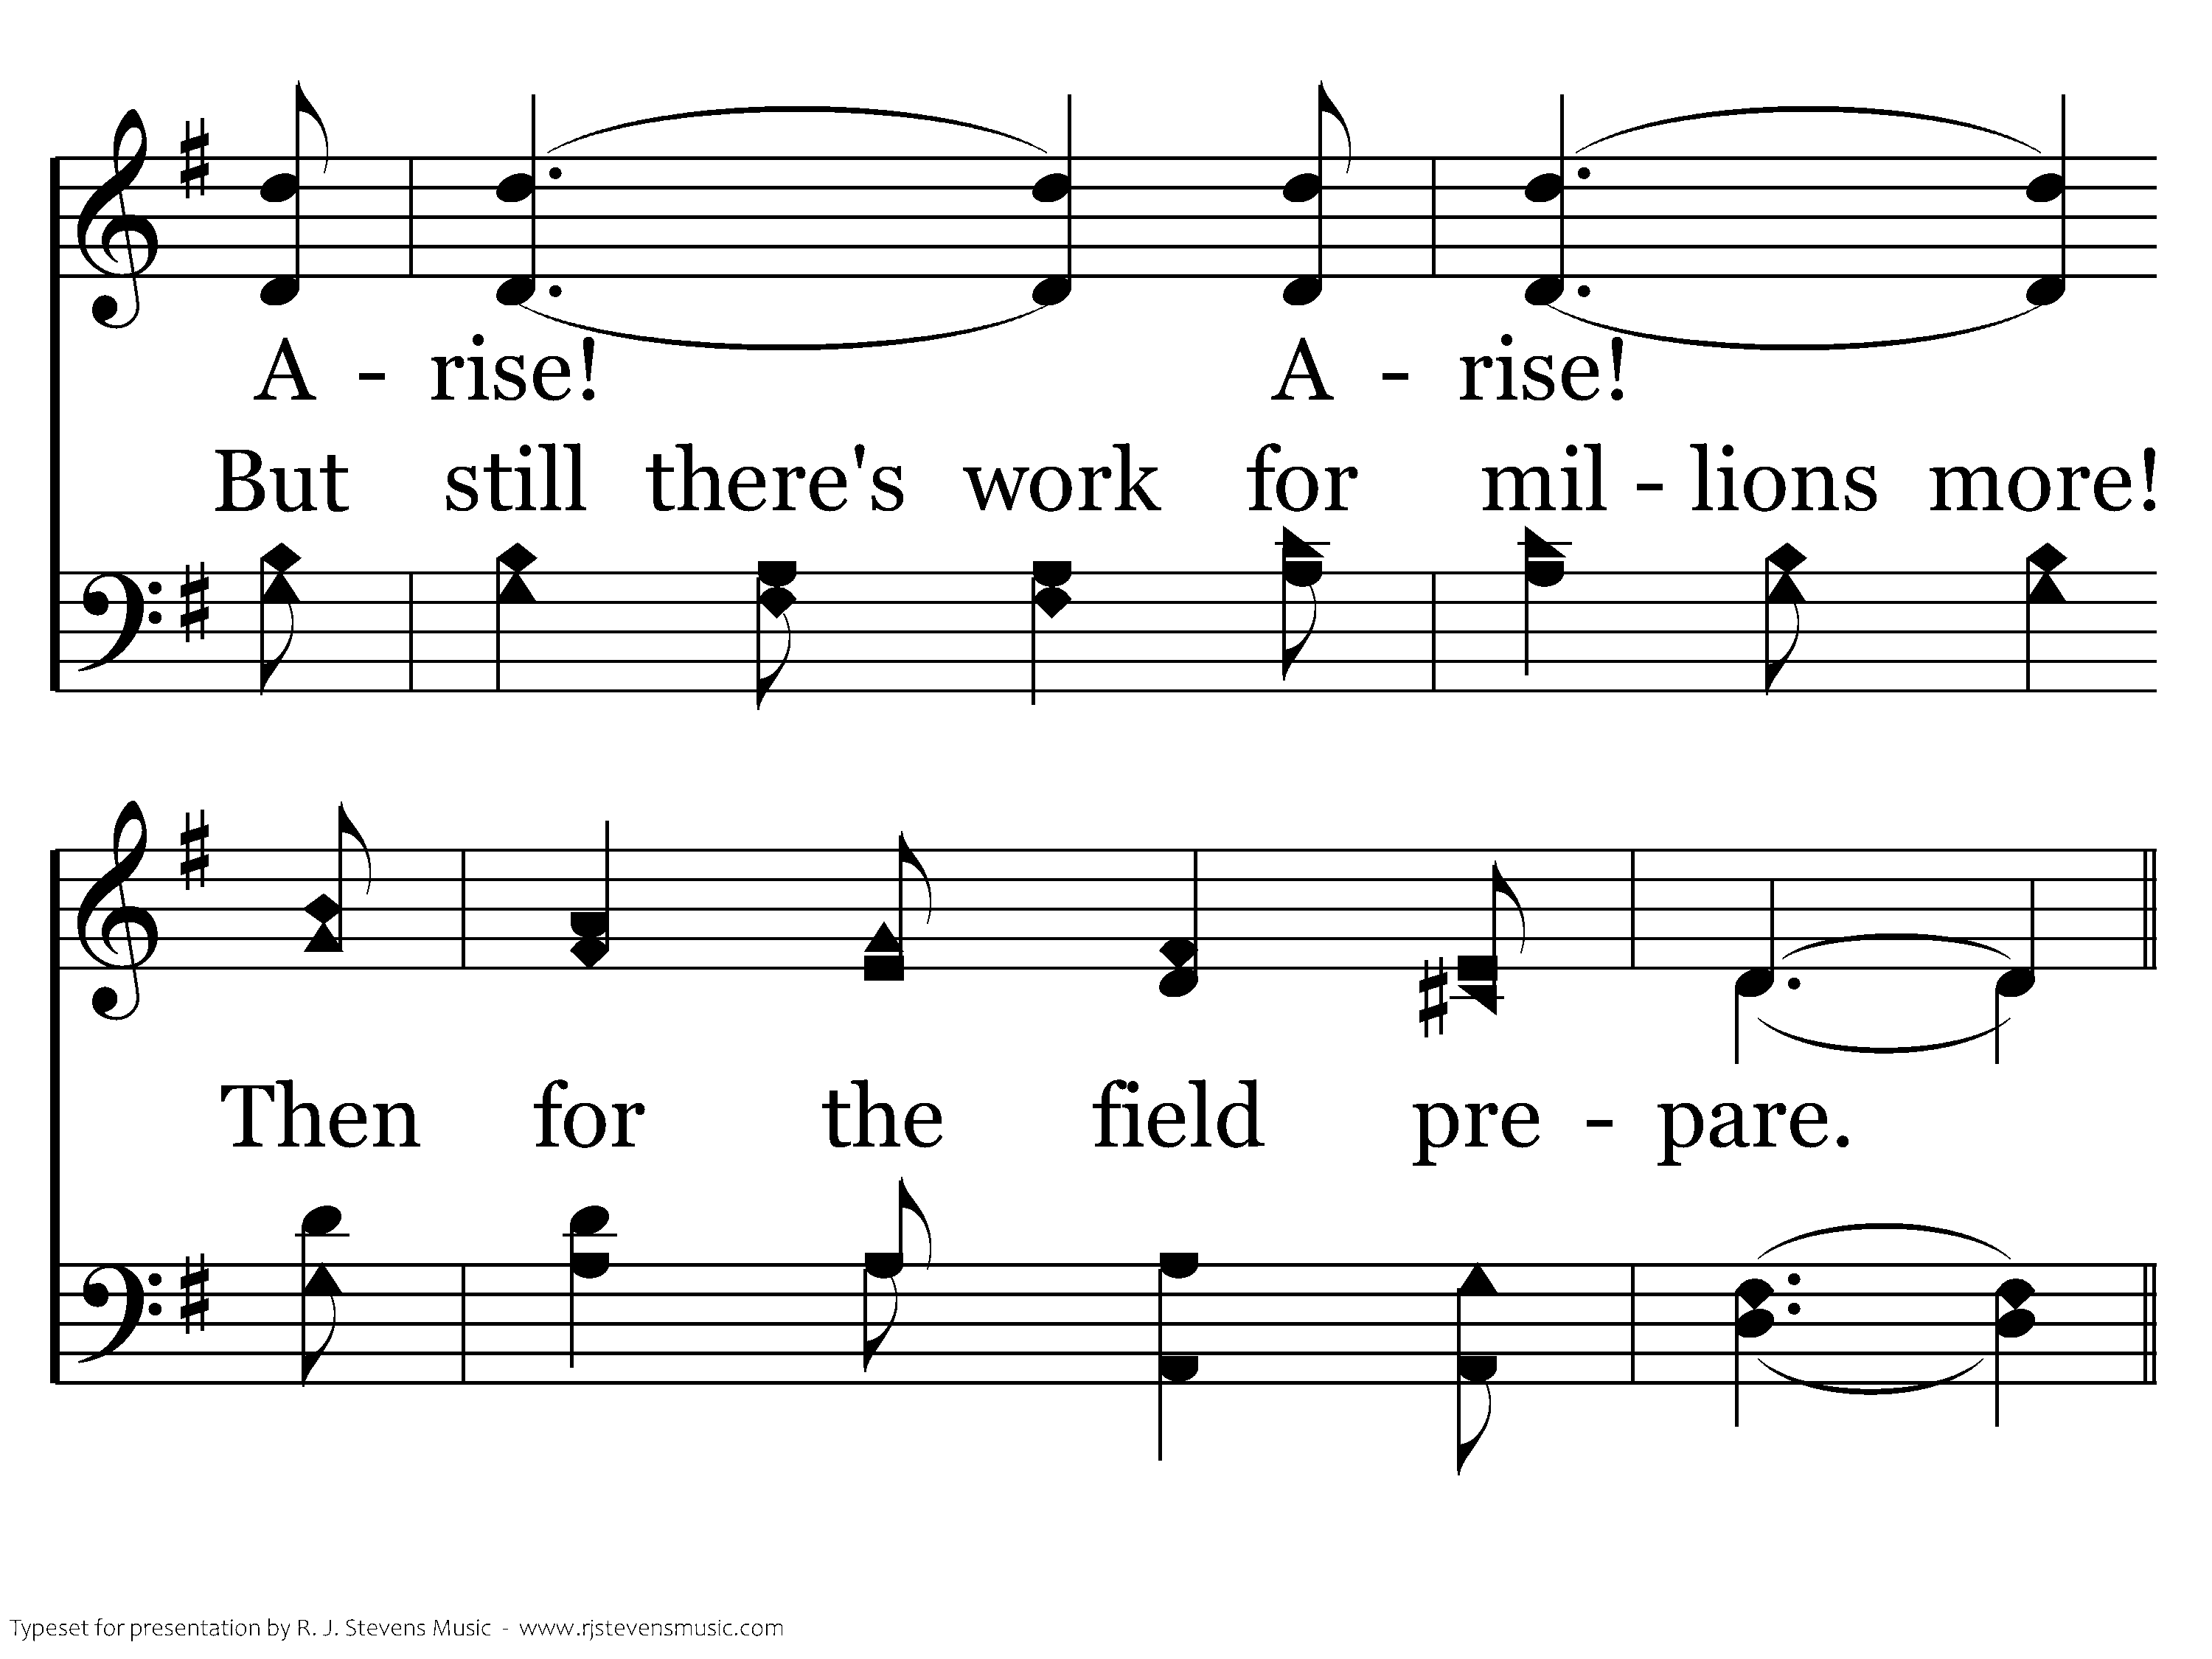 A - rise! A - rise!
But still there's work for mil - lions more!
Then for the field pre - pare.
Typeset for presentation by R. J. Stevens Music - www.rjstevensmusic.com